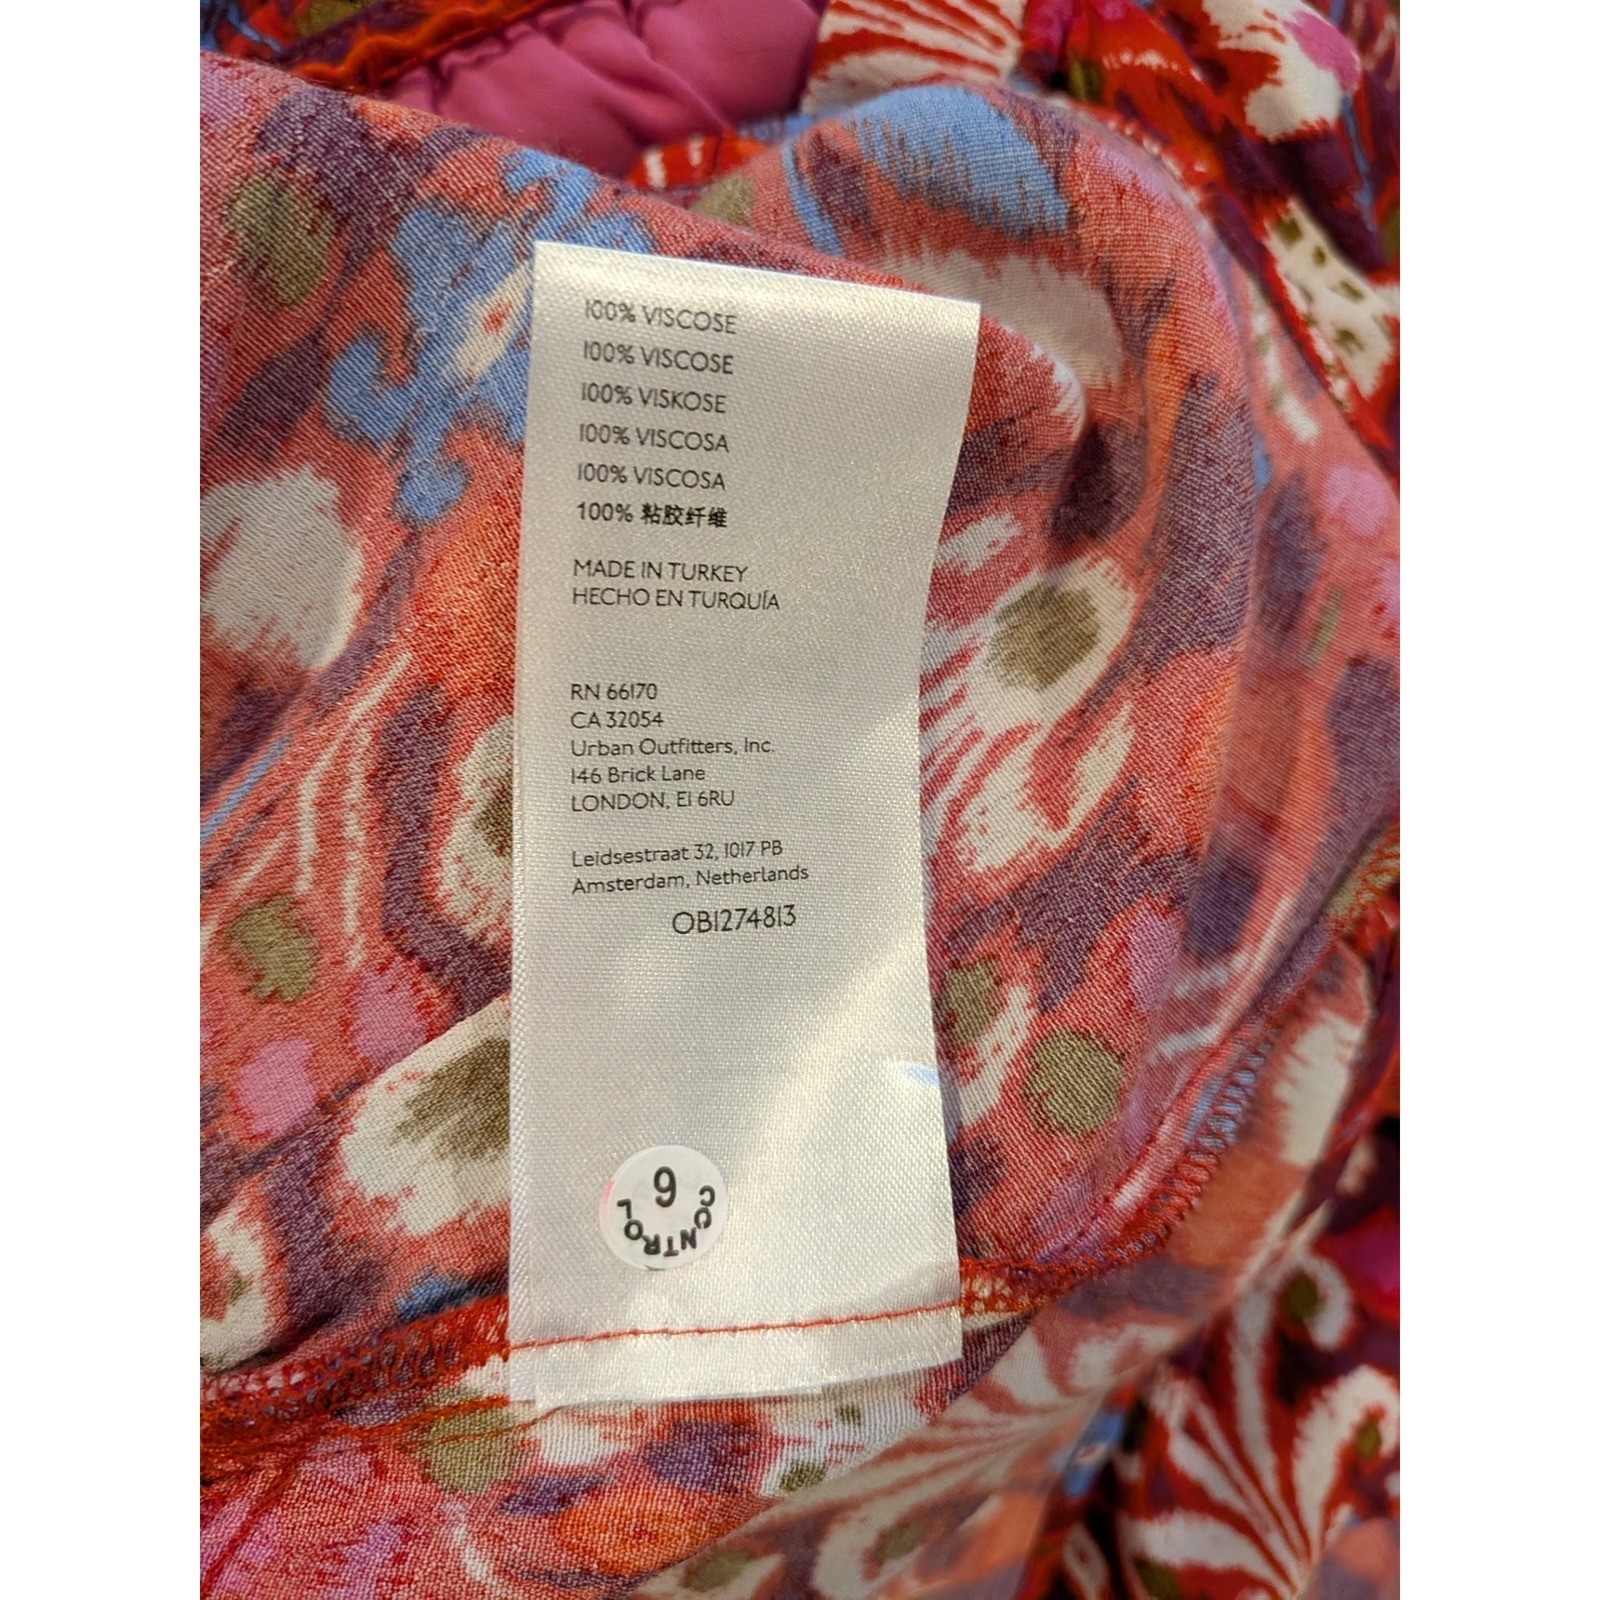 100% VISCOSE
100% VISCOSE
100% VISKOSE
100% VISCOSA
100% VISCOSA
100% 粘胶纤维
MADE IN TURKEY
HECHO EN TURQUÍA
RN 66170
CA 32054
Urban Outfitters, Inc.
146 Brick Lane
LONDON, E1 6RU
Leidsestraat 32, 1017 PB
Amsterdam, Netherlands
OB1274813
6
CONTROL